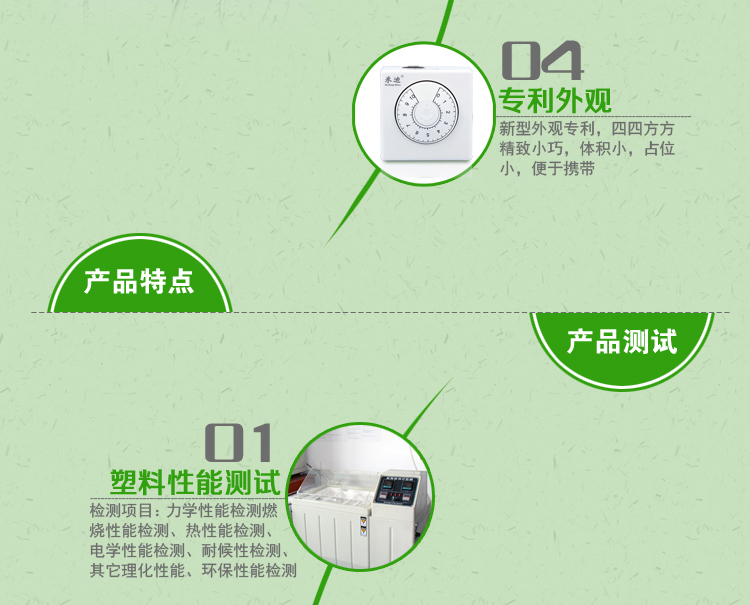 04
专利外观
新型外观专利，四四方方
精致小巧，体积小，占位
小，便于携带
产品特点
产品测试
01
塑料性能测试
检测项目：力学性能检测燃
烧性能检测、热性能检测、
电学性能检测、耐候性检测、
其它理化性能、环保性能检测